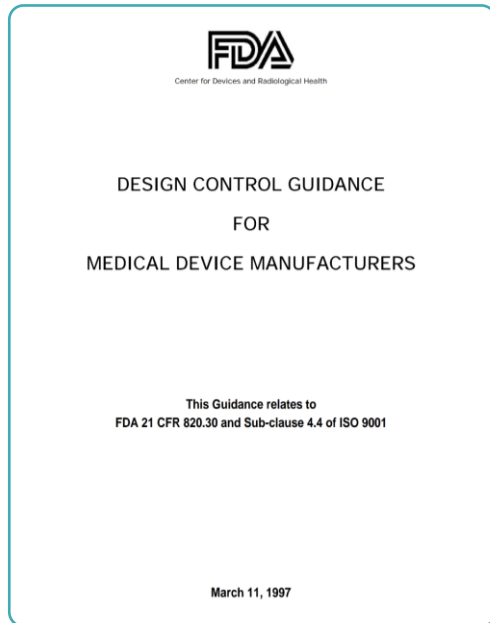 FDA
Center for Devices and Radiological Health
DESIGN CONTROL GUIDANCE
FOR
MEDICAL DEVICE MANUFACTURERS
This Guidance relates to
FDA 21 CFR 820.30 and Sub-clause 4.4 of ISO 9001
March 11, 1997